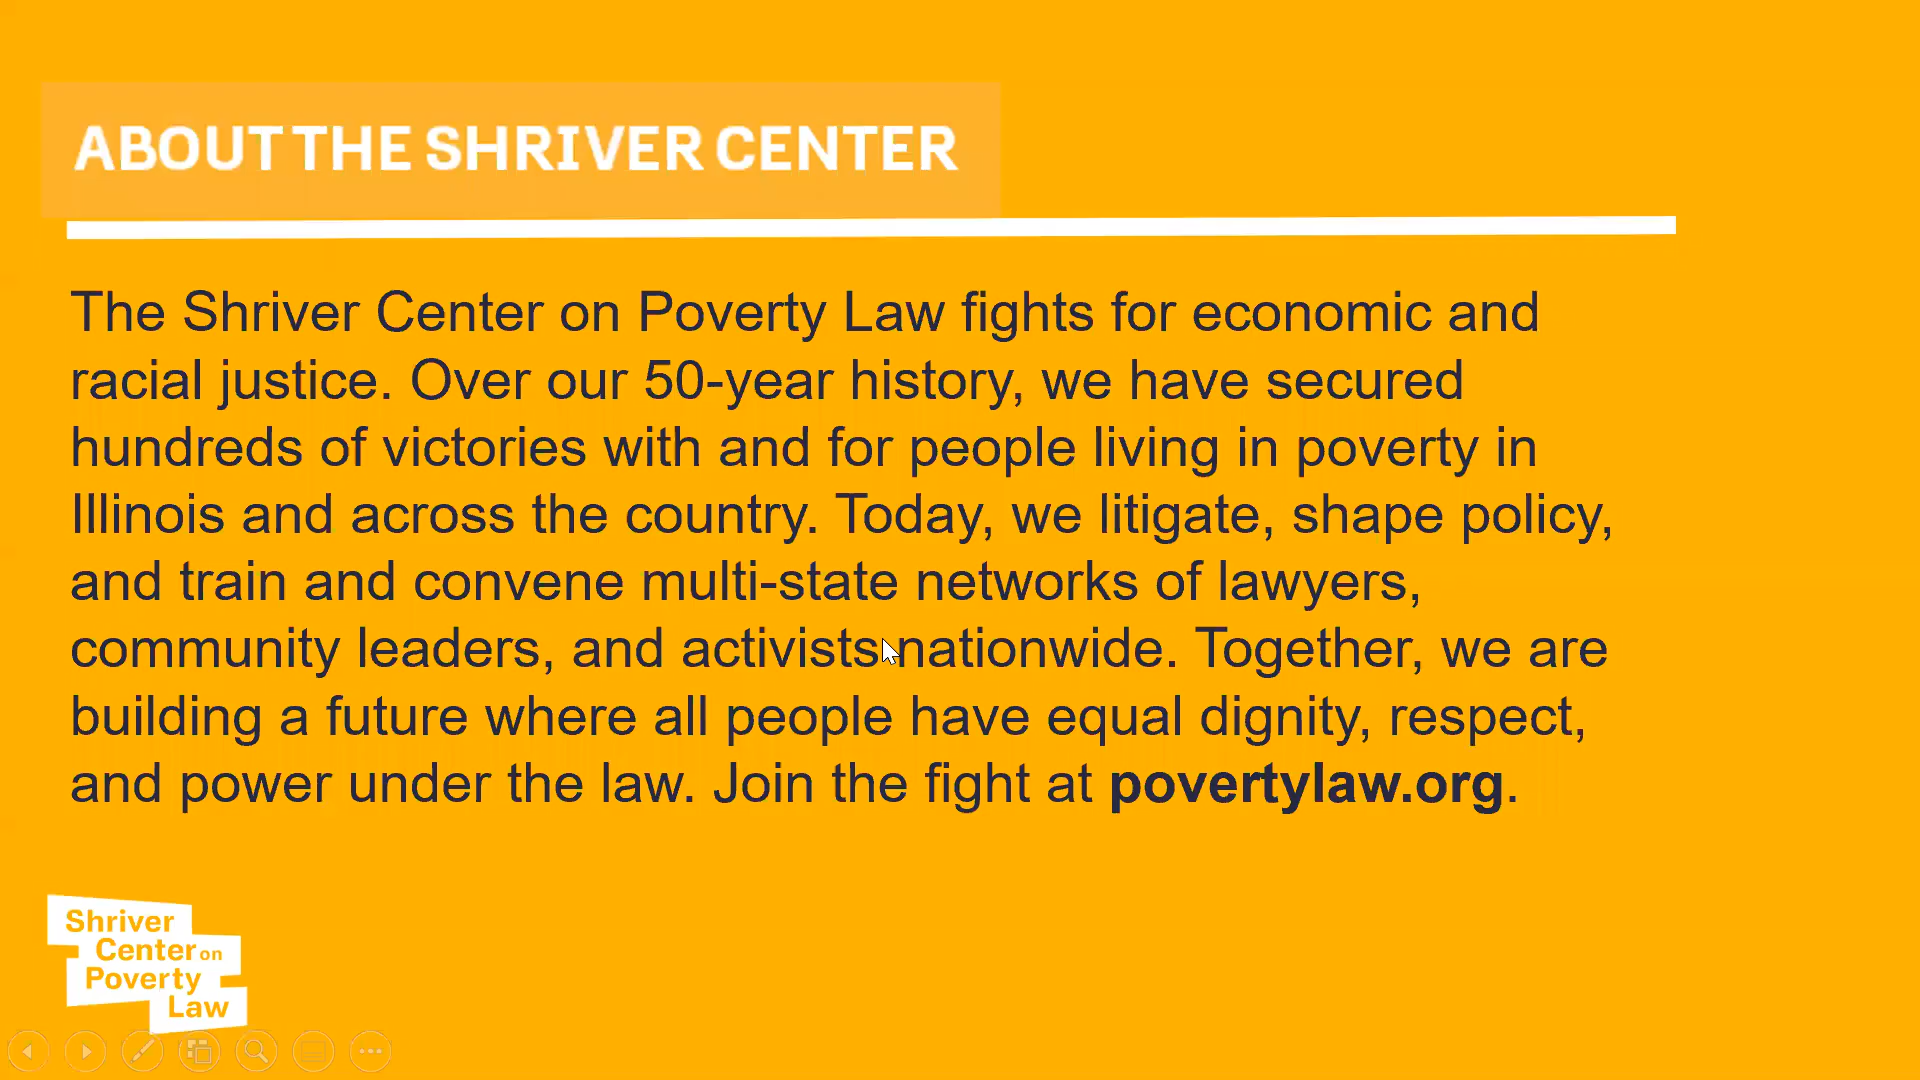 ABOUT THE SHRIVER CENTER
The Shriver Center on Poverty Law fights for economic and
racial justice. Over our 50-year history, we have secured
hundreds of victories with and for people living in poverty in
Illinois and across the country. Today, we litigate, shape policy,
and train and convene multi-state networks of lawyers,
community leaders, and activists nationwide. Together, we are
building a future where all people have equal dignity, respect,
and power under the law. Join the fight at povertylaw.org.
Shriver
Center on
Poverty
Law